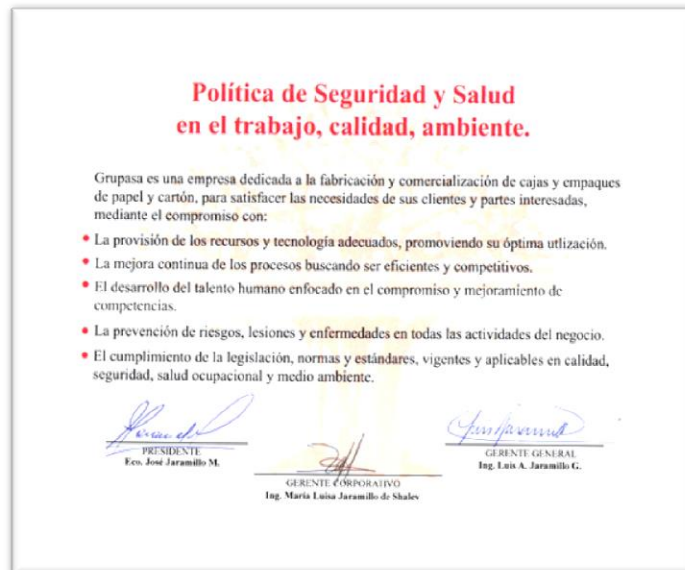 Política de Seguridad y Salud
en el trabajo, calidad, ambiente.
Grupasa es una empresa dedicada a la fabricación y comercialización de cajas y empaques
de papel y cartón, para satisfacer las necesidades de sus clientes y partes interesadas,
mediante el compromiso con:
• La provisión de los recursos y tecnología adecuados, promoviendo su óptima utlización.
• La mejora continua de los procesos buscando ser eficientes y competitivos.
• El desarrollo del talento humano enfocado en el compromiso y mejoramiento de
competencias.
• La prevención de riesgos, lesiones y enfermedades en todas las actividades del negocio.
• El cumplimiento de la legislación, normas y estándares, vigentes y aplicables en calidad,
seguridad, salud ocupacional y medio ambiente.
PRESIDENTE
Eco. José Jaramillo M.
GERENTE CORPORATIVO
Ing. María Luisa Jaramillo de Shalev
GERENTE GENERAL
Ing. Luis A. Jaramillo G.